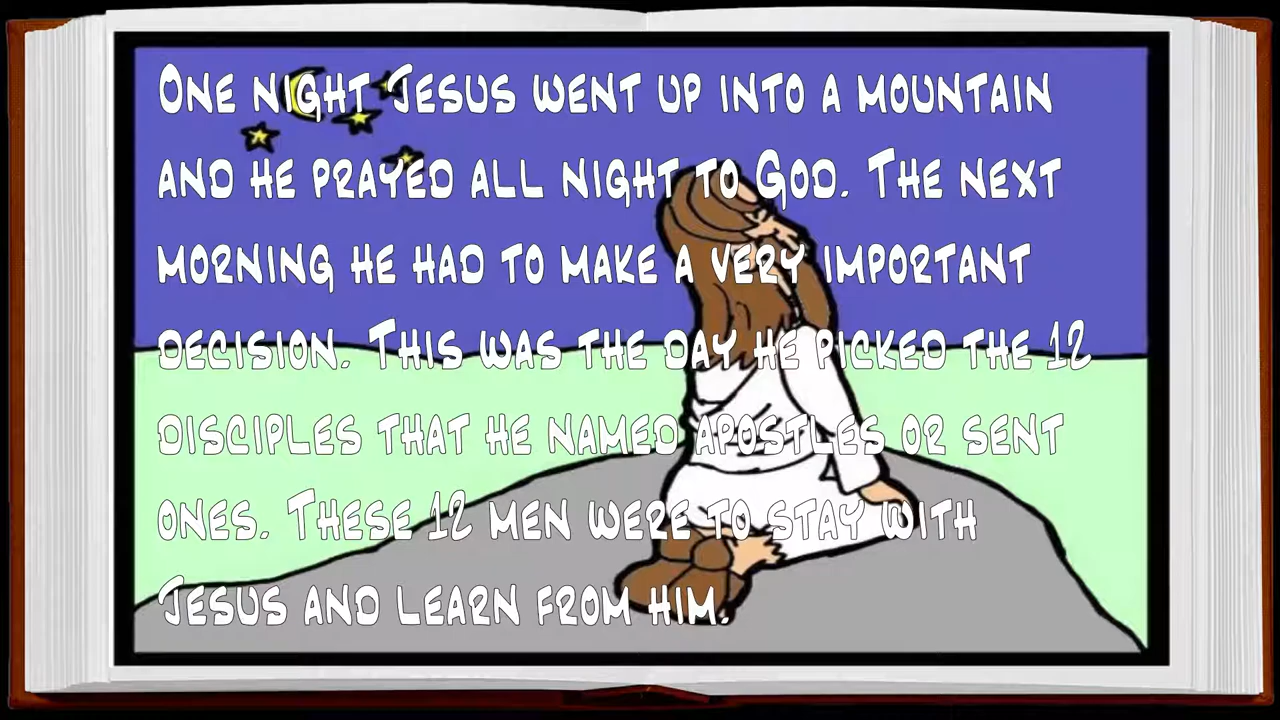 One night Jesus went up into a mountain
and he prayed all night to God. The next
morning he had to make a very important
decision. This was the day he picked the 12
disciples that he named apostles or sent
ones. These 12 men were to stay with
Jesus and learn from him.